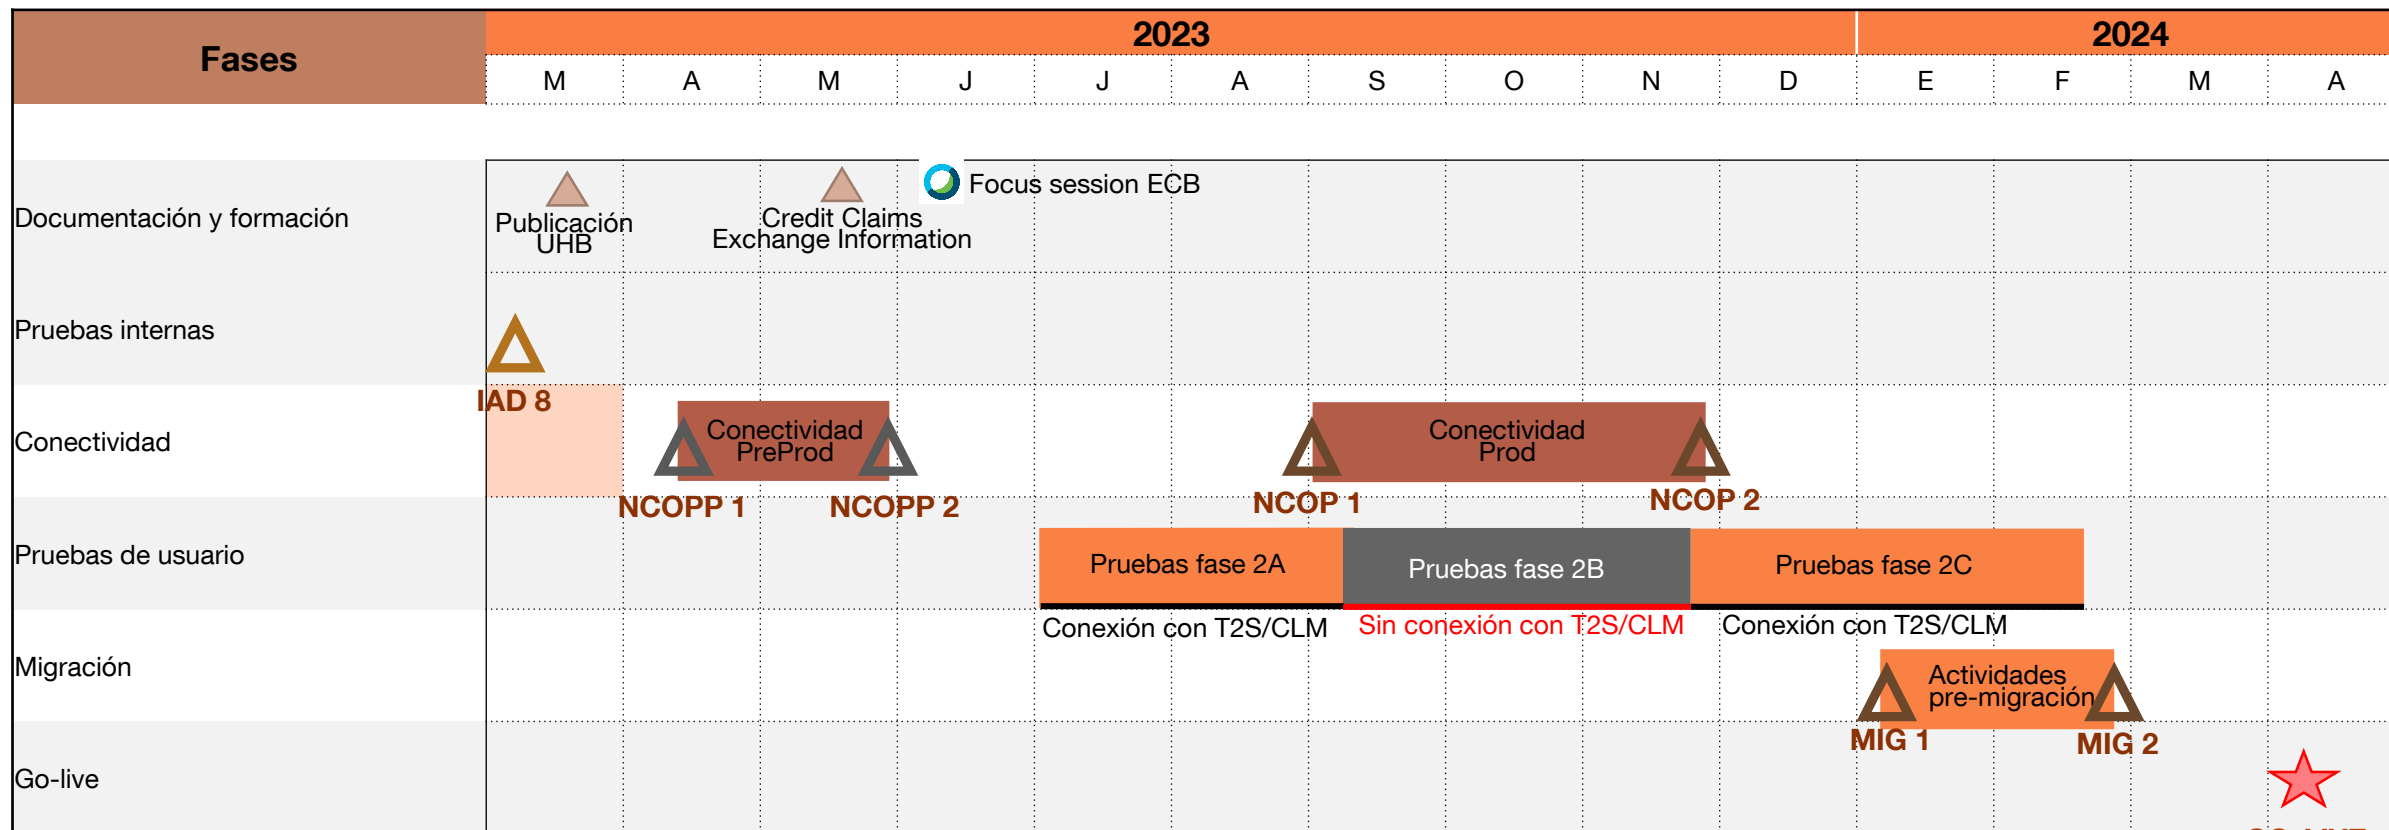 Fases
2023
2024
M A M J J A S O N D E F M A
Documentación y formación
Publicación
UHB
Credit Claims
Exchange Information
Focus session ECB
Pruebas internas
IAD 8
Conectividad
Conectividad
PreProd
NCOPP 1
NCOPP 2
Conectividad
Prod
NCOP 1
NCOP 2
Pruebas de usuario
Pruebas fase 2A
Pruebas fase 2B
Pruebas fase 2C
Conexión con T2S/CLM
Sin conexión con T2S/CLM
Conexión con T2S/CLM
Migración
Actividades
pre-migración
MIG 1
MIG 2
Go-live